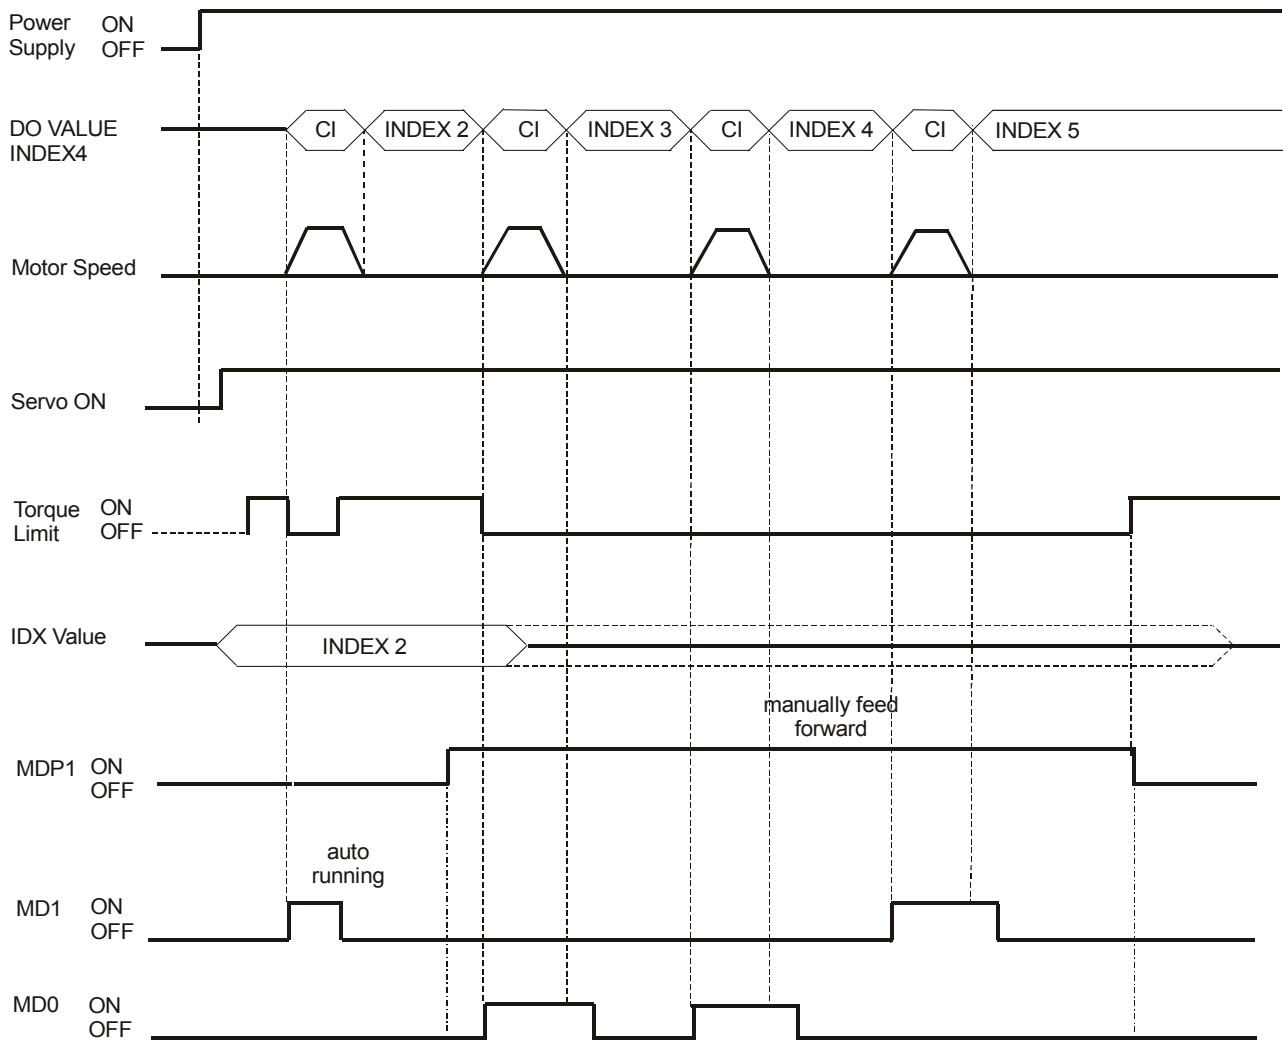 Power ON
Supply OFF
DO VALUE
INDEX4
CI INDEX 2 CI INDEX 3 CI INDEX 4 CI INDEX 5
Motor Speed
Servo ON
Torque ON
Limit OFF
IDX Value
INDEX 2
manually feed
forward
MDP1 ON
OFF
auto
running
MD1 ON
OFF
MD0 ON
OFF